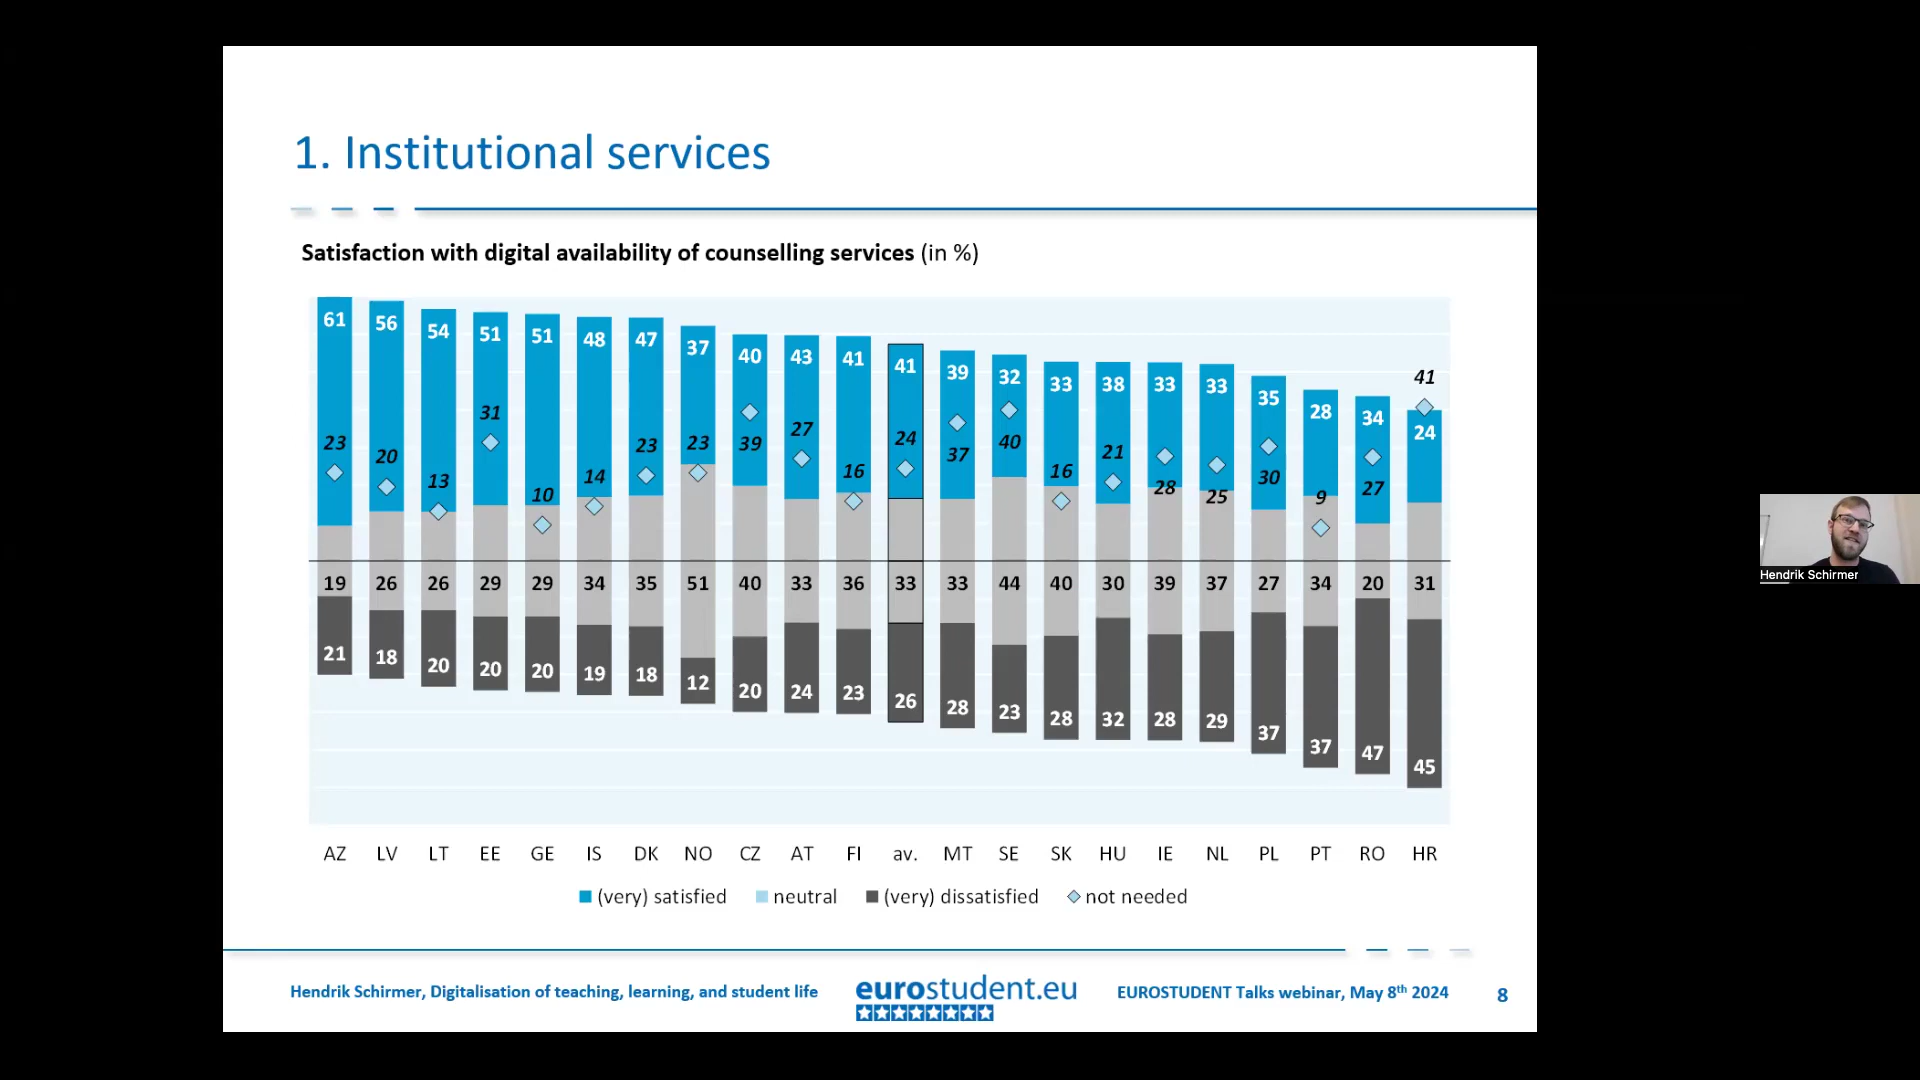 1. Institutional services
Satisfaction with digital availability of counselling services (in %)
61 56 54 51 51 48 47 37 40 43 41 41 39 32 33 38 33 33 35 28 34 24
23 20 13 31 10 14 23 23 39 27 16 24 37 40 16 21 28 25 30 9 27 41
19 26 26 29 29 34 35 51 40 33 36 33 33 44 40 30 39 37 27 34 20 31
21 18 20 20 20 19 18 12 20 24 23 26 28 23 28 32 28 29 37 37 47 45
AZ LV LT EE GE IS DK NO CZ AT FI av. MT SE SK HU IE NL PL PT RO HR
(very) satisfied neutral (very) dissatisfied not needed
Hendrik Schirmer, Digitalisation of teaching, learning, and student life
eurostudent.eu
EUROSTUDENT Talks webinar, May 8th 2024
8
Hendrik Schirmer